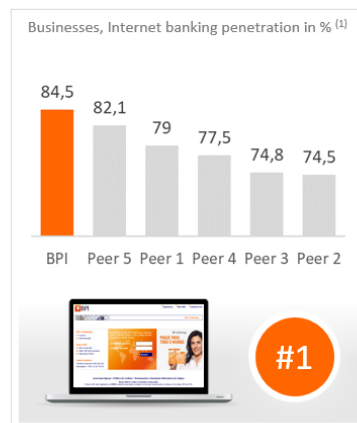 Businesses, Internet banking penetration in % (1)
84,5
82,1
79
77,5
74,8
74,5
BPI
Peer 5
Peer 1
Peer 4
Peer 3
Peer 2
BPI
#1